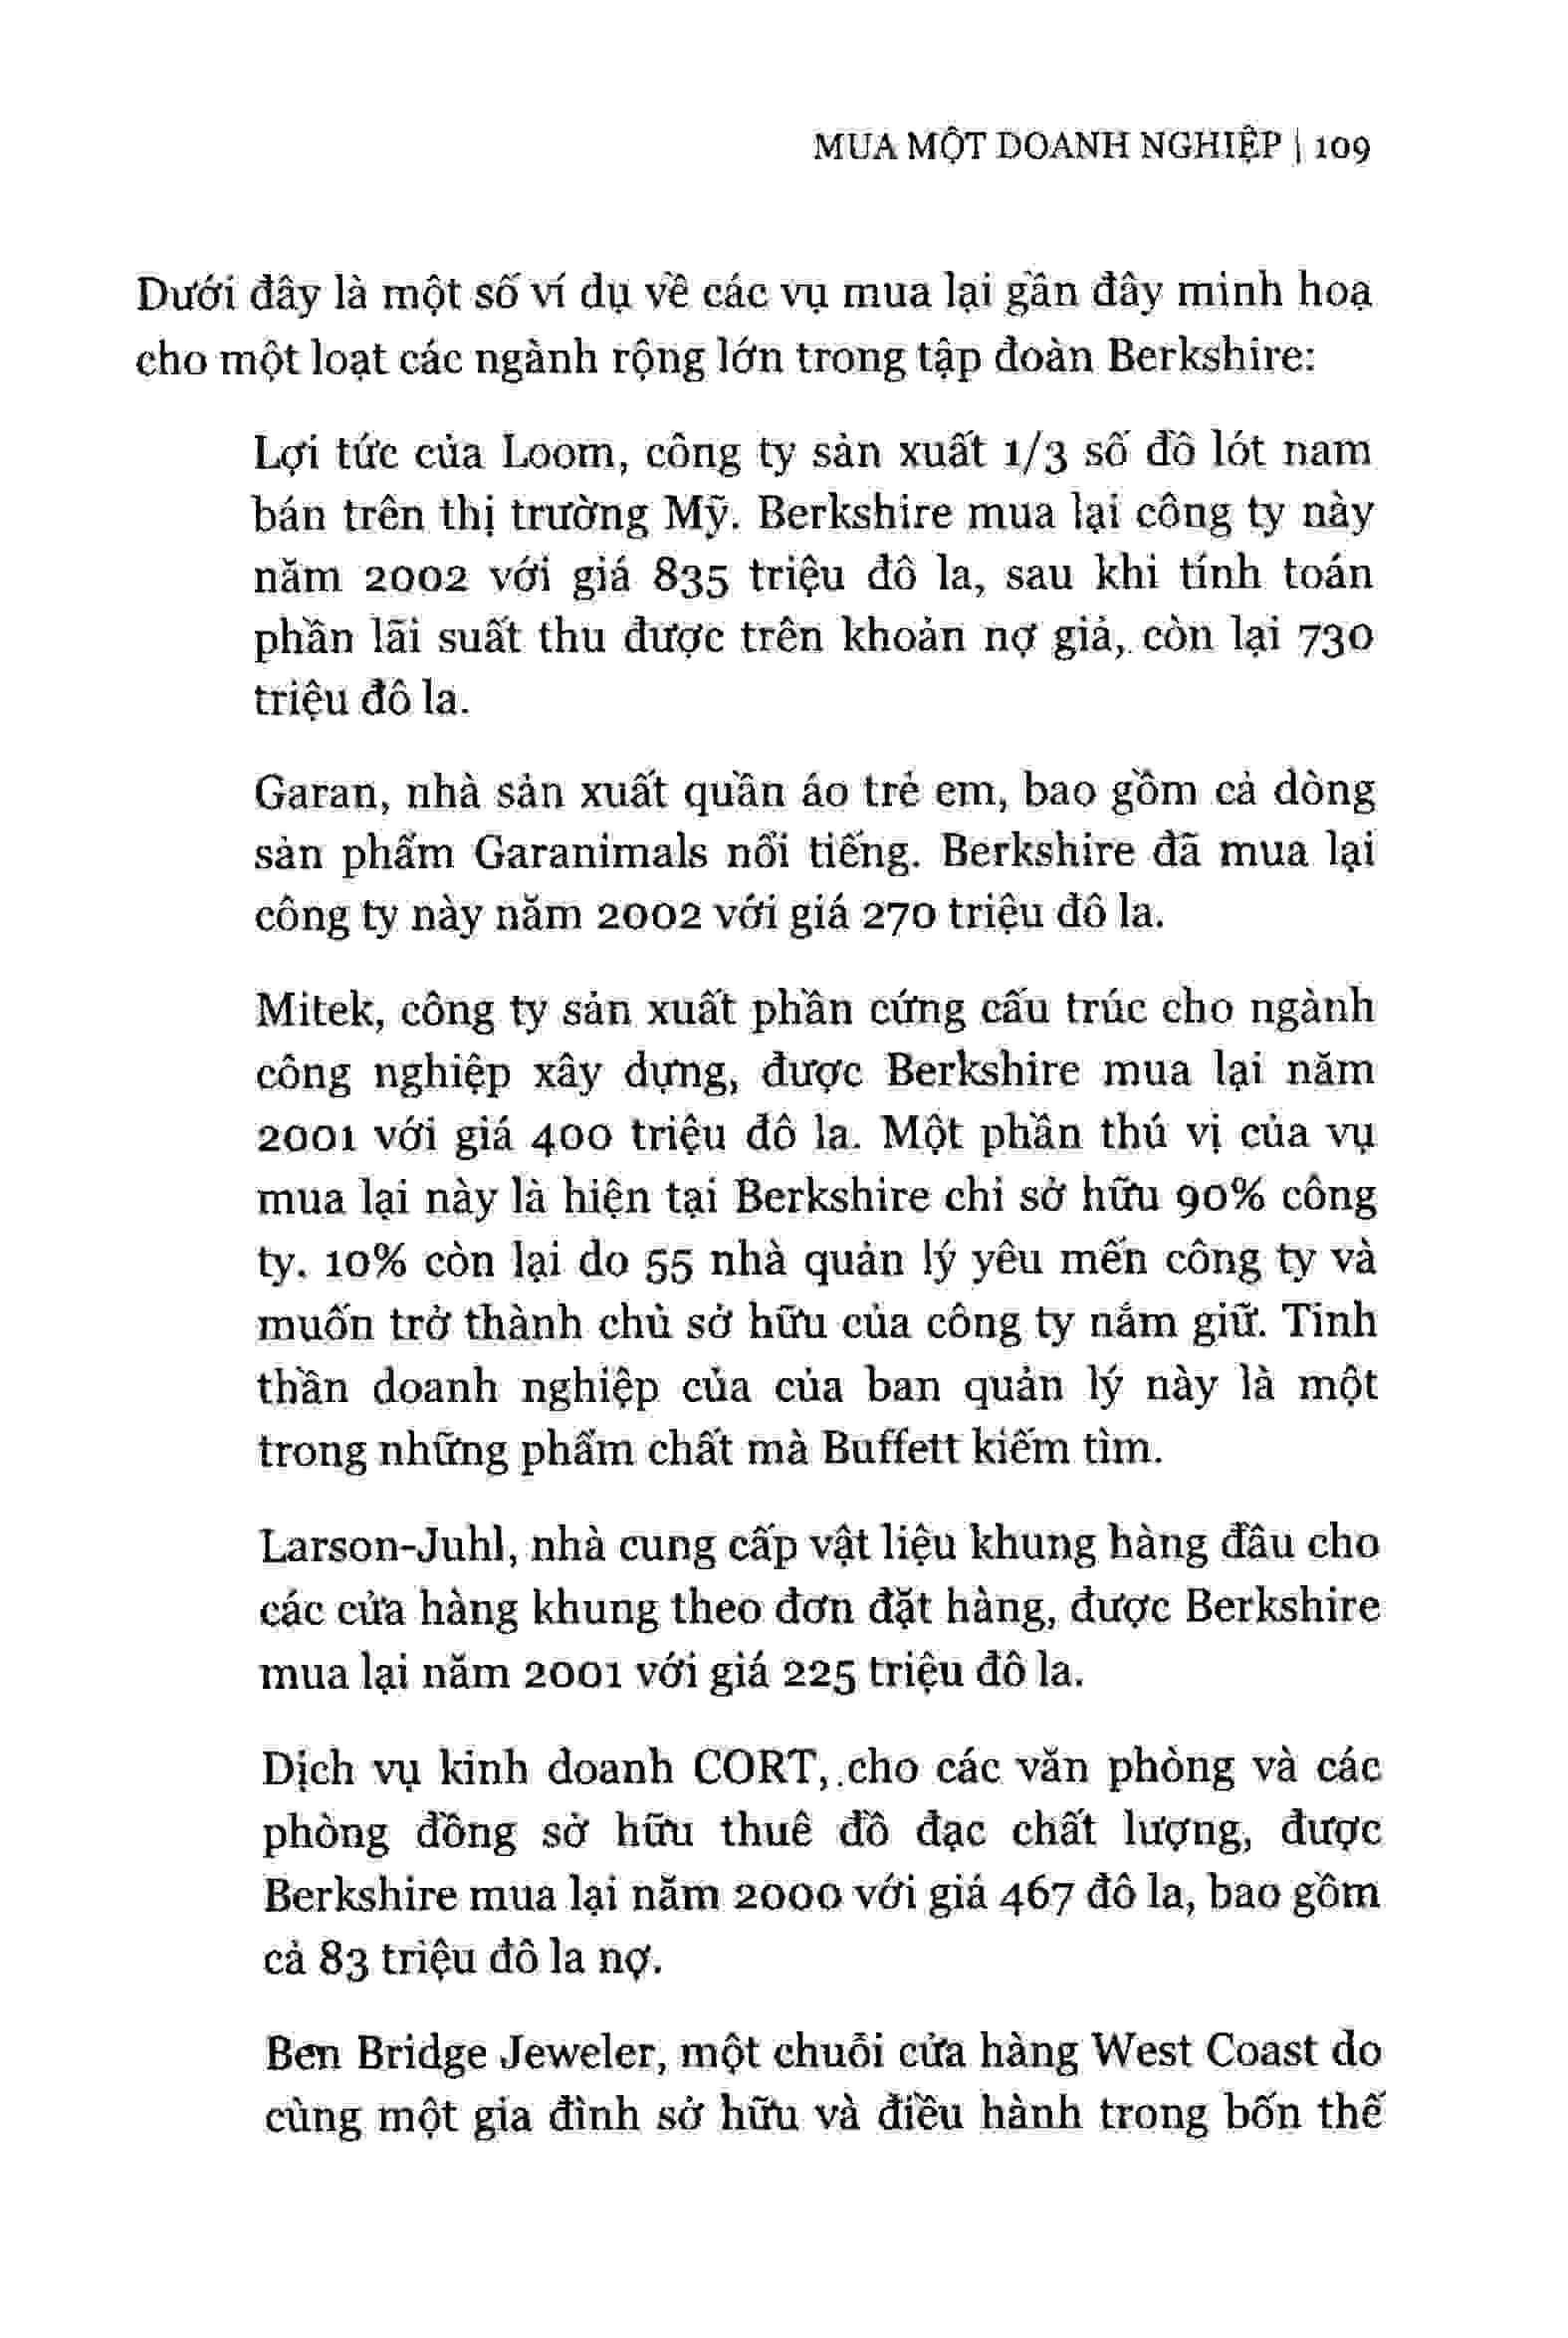 MUA MỘT DOANH NGHIỆP | 109
Dưới đây là một số ví dụ về các vụ mua lại gần đây minh hoạ
cho một loạt các ngành rộng lớn trong tập đoàn Berkshire:
Lợi tức của Loom, công ty sản xuất 1/3 số đồ lót nam
bán trên thị trường Mỹ. Berkshire mua lại công ty này
năm 2002 với giá 835 triệu đô la, sau khi tính toán
phần lãi suất thu được trên khoản nợ giả, còn lại 730
triệu đô la.
Garan, nhà sản xuất quần áo trẻ em, bao gồm cả dòng
sản phẩm Garanimals nổi tiếng. Berkshire đã mua lại
công ty này năm 2002 với giá 270 triệu đô la.
Mitek, công ty sản xuất phần cứng cấu trúc cho ngành
công nghiệp xây dựng, được Berkshire mua lại năm
2001 với giá 400 triệu đô la. Một phần thú vị của vụ
mua lại này là hiện tại Berkshire chỉ sở hữu 90% công
ty. 10% còn lại do 55 nhà quản lý yêu mến công ty và
muốn trở thành chủ sở hữu của công ty nắm giữ. Tinh
thần doanh nghiệp của của ban quản lý này là một
trong những phẩm chất mà Buffett kiếm tìm.
Larson-Juhl, nhà cung cấp vật liệu khung hàng đầu cho
các cửa hàng khung theo đơn đặt hàng, được Berkshire
mua lại năm 2001 với giá 225 triệu đô la.
Dịch vụ kinh doanh CORT, cho các văn phòng và các
phòng đồng sở hữu thuê đồ đạc chất lượng, được
Berkshire mua lại năm 2000 với giá 467 đô la, bao gồm
cả 83 triệu đô la nợ.
Ben Bridge Jeweler, một chuỗi cửa hàng West Coast do
cùng một gia đình sở hữu và điều hành trong bốn thế